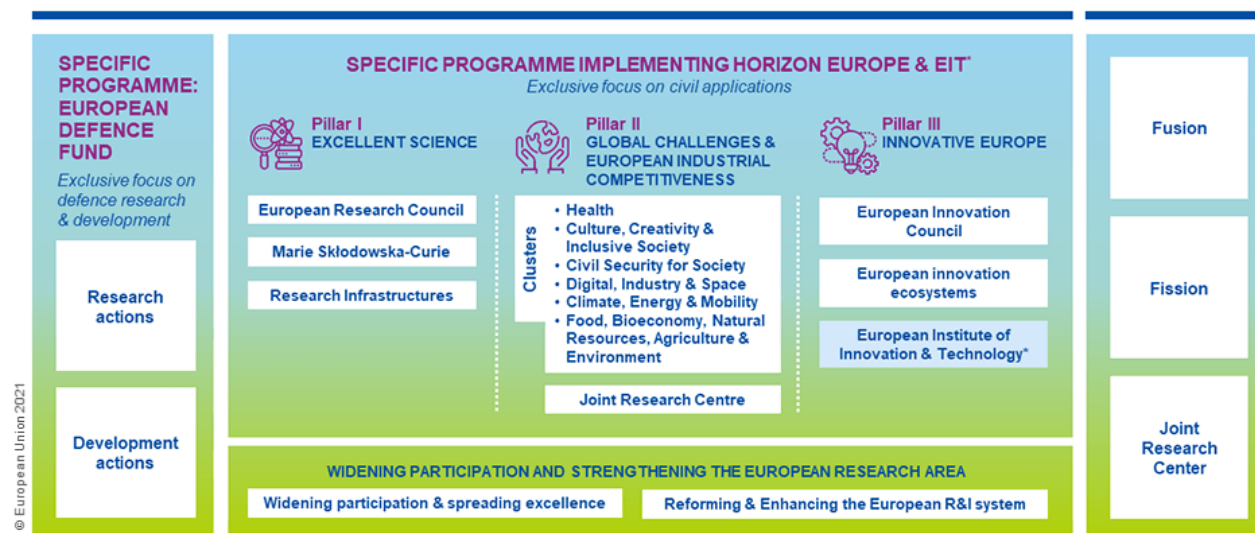 SPECIFIC
PROGRAMME:
EUROPEAN
DEFENCE
FUND
Exclusive focus on
defence research
& development
Research
actions
Development
actions
© European Union 2021
SPECIFIC PROGRAMME IMPLEMENTING HORIZON EUROPE & EIT*
Exclusive focus on civil applications
Pillar I
EXCELLENT SCIENCE
European Research Council
Marie Skłodowska-Curie
Research Infrastructures
Pillar II
GLOBAL CHALLENGES &
EUROPEAN INDUSTRIAL
COMPETITIVENESS
Clusters
• Health
• Culture, Creativity &
Inclusive Society
• Civil Security for Society
• Digital, Industry & Space
• Climate, Energy & Mobility
• Food, Bioeconomy, Natural
Resources, Agriculture &
Environment
Joint Research Centre
Pillar III
INNOVATIVE EUROPE
European Innovation
Council
European innovation
ecosystems
European Institute of
Innovation & Technology*
WIDENING PARTICIPATION AND STRENGTHENING THE EUROPEAN RESEARCH AREA
Widening participation & spreading excellence
Reforming & Enhancing the European R&I system
Fusion
Fission
Joint
Research
Center